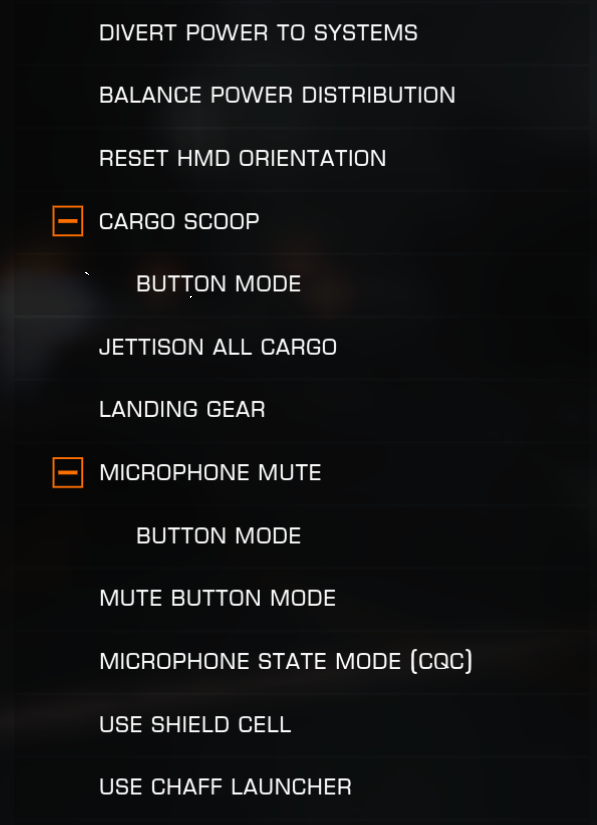 DIVERT POWER TO SYSTEMS
BALANCE POWER DISTRIBUTION
RESET HMD ORIENTATION
CARGO SCOOP
BUTTON MODE
JETTISON ALL CARGO
LANDING GEAR
MICROPHONE MUTE
BUTTON MODE
MUTE BUTTON MODE
MICROPHONE STATE MODE (CQC)
USE SHIELD CELL
USE CHAFF LAUNCHER